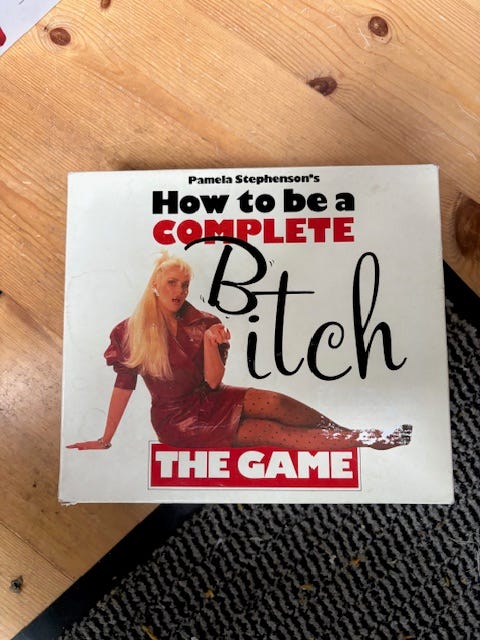 Pamela Stephenson's
How to be a
COMPLETE
Bitch
THE GAME